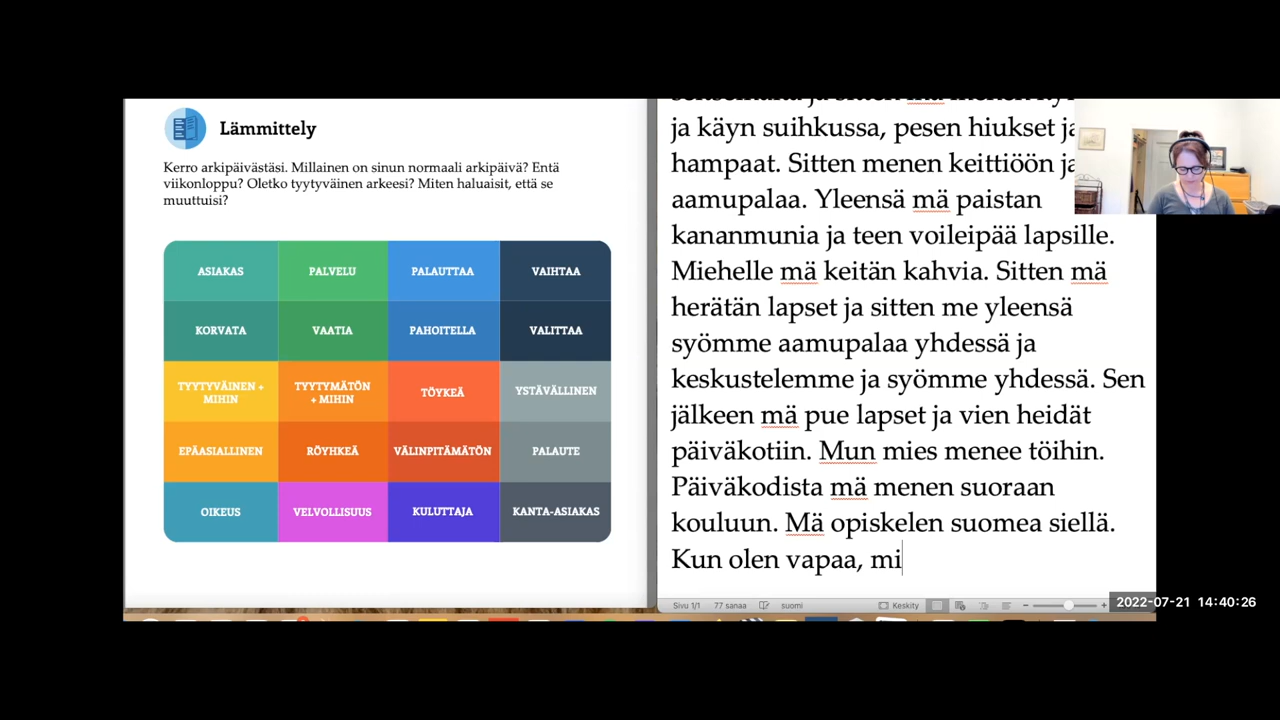 Lämmittely
Kerro arkipäivästäsi. Millainen on sinun normaali arkipäivä? Entä
viikonloppu? Oletko tyytyväinen arkeesi? Miten haluaisit, että se
muuttuisi?
ASIAKAS
PALVELU
PALAUTTAA
VAIHTAA
KORVATA
VAATIA
PAHOITELLA
VALITTAA
TYYTYVÄINEN +
MIHIN
TYYTYMÄTÖN
+ MIHIN
TÖYKEÄ
YSTÄVÄLLINEN
EPÄASIALLINEN
RÖYHKEÄ
VÄLINPITÄMÄTÖN
PALAUTE
OIKEUS
VELVOLLISUUS
KULUTTAJA
KANTA-ASIAKAS
ja käyn suihkussa, pesen hiukset ja
hampaat. Sitten menen keittiöön ja
aamupalaa. Yleensä mä paistan
kananmunia ja teen voileipää lapsille.
Miehelle mä keitän kahvia. Sitten mä
herätän lapset ja sitten me yleensä
syömme aamupalaa yhdessä ja
keskustelemme ja syömme yhdessä. Sen
jälkeen mä pue lapset ja vien heidät
päiväkotiin. Mun mies menee töihin.
Päiväkodista mä menen suoraan
kouluun. Mä opiskelen suomea siellä.
Kun olen vapaa, mi
Sivu 1/1 77 sanaa suomi Keskity
2022-07-21 14:40:26